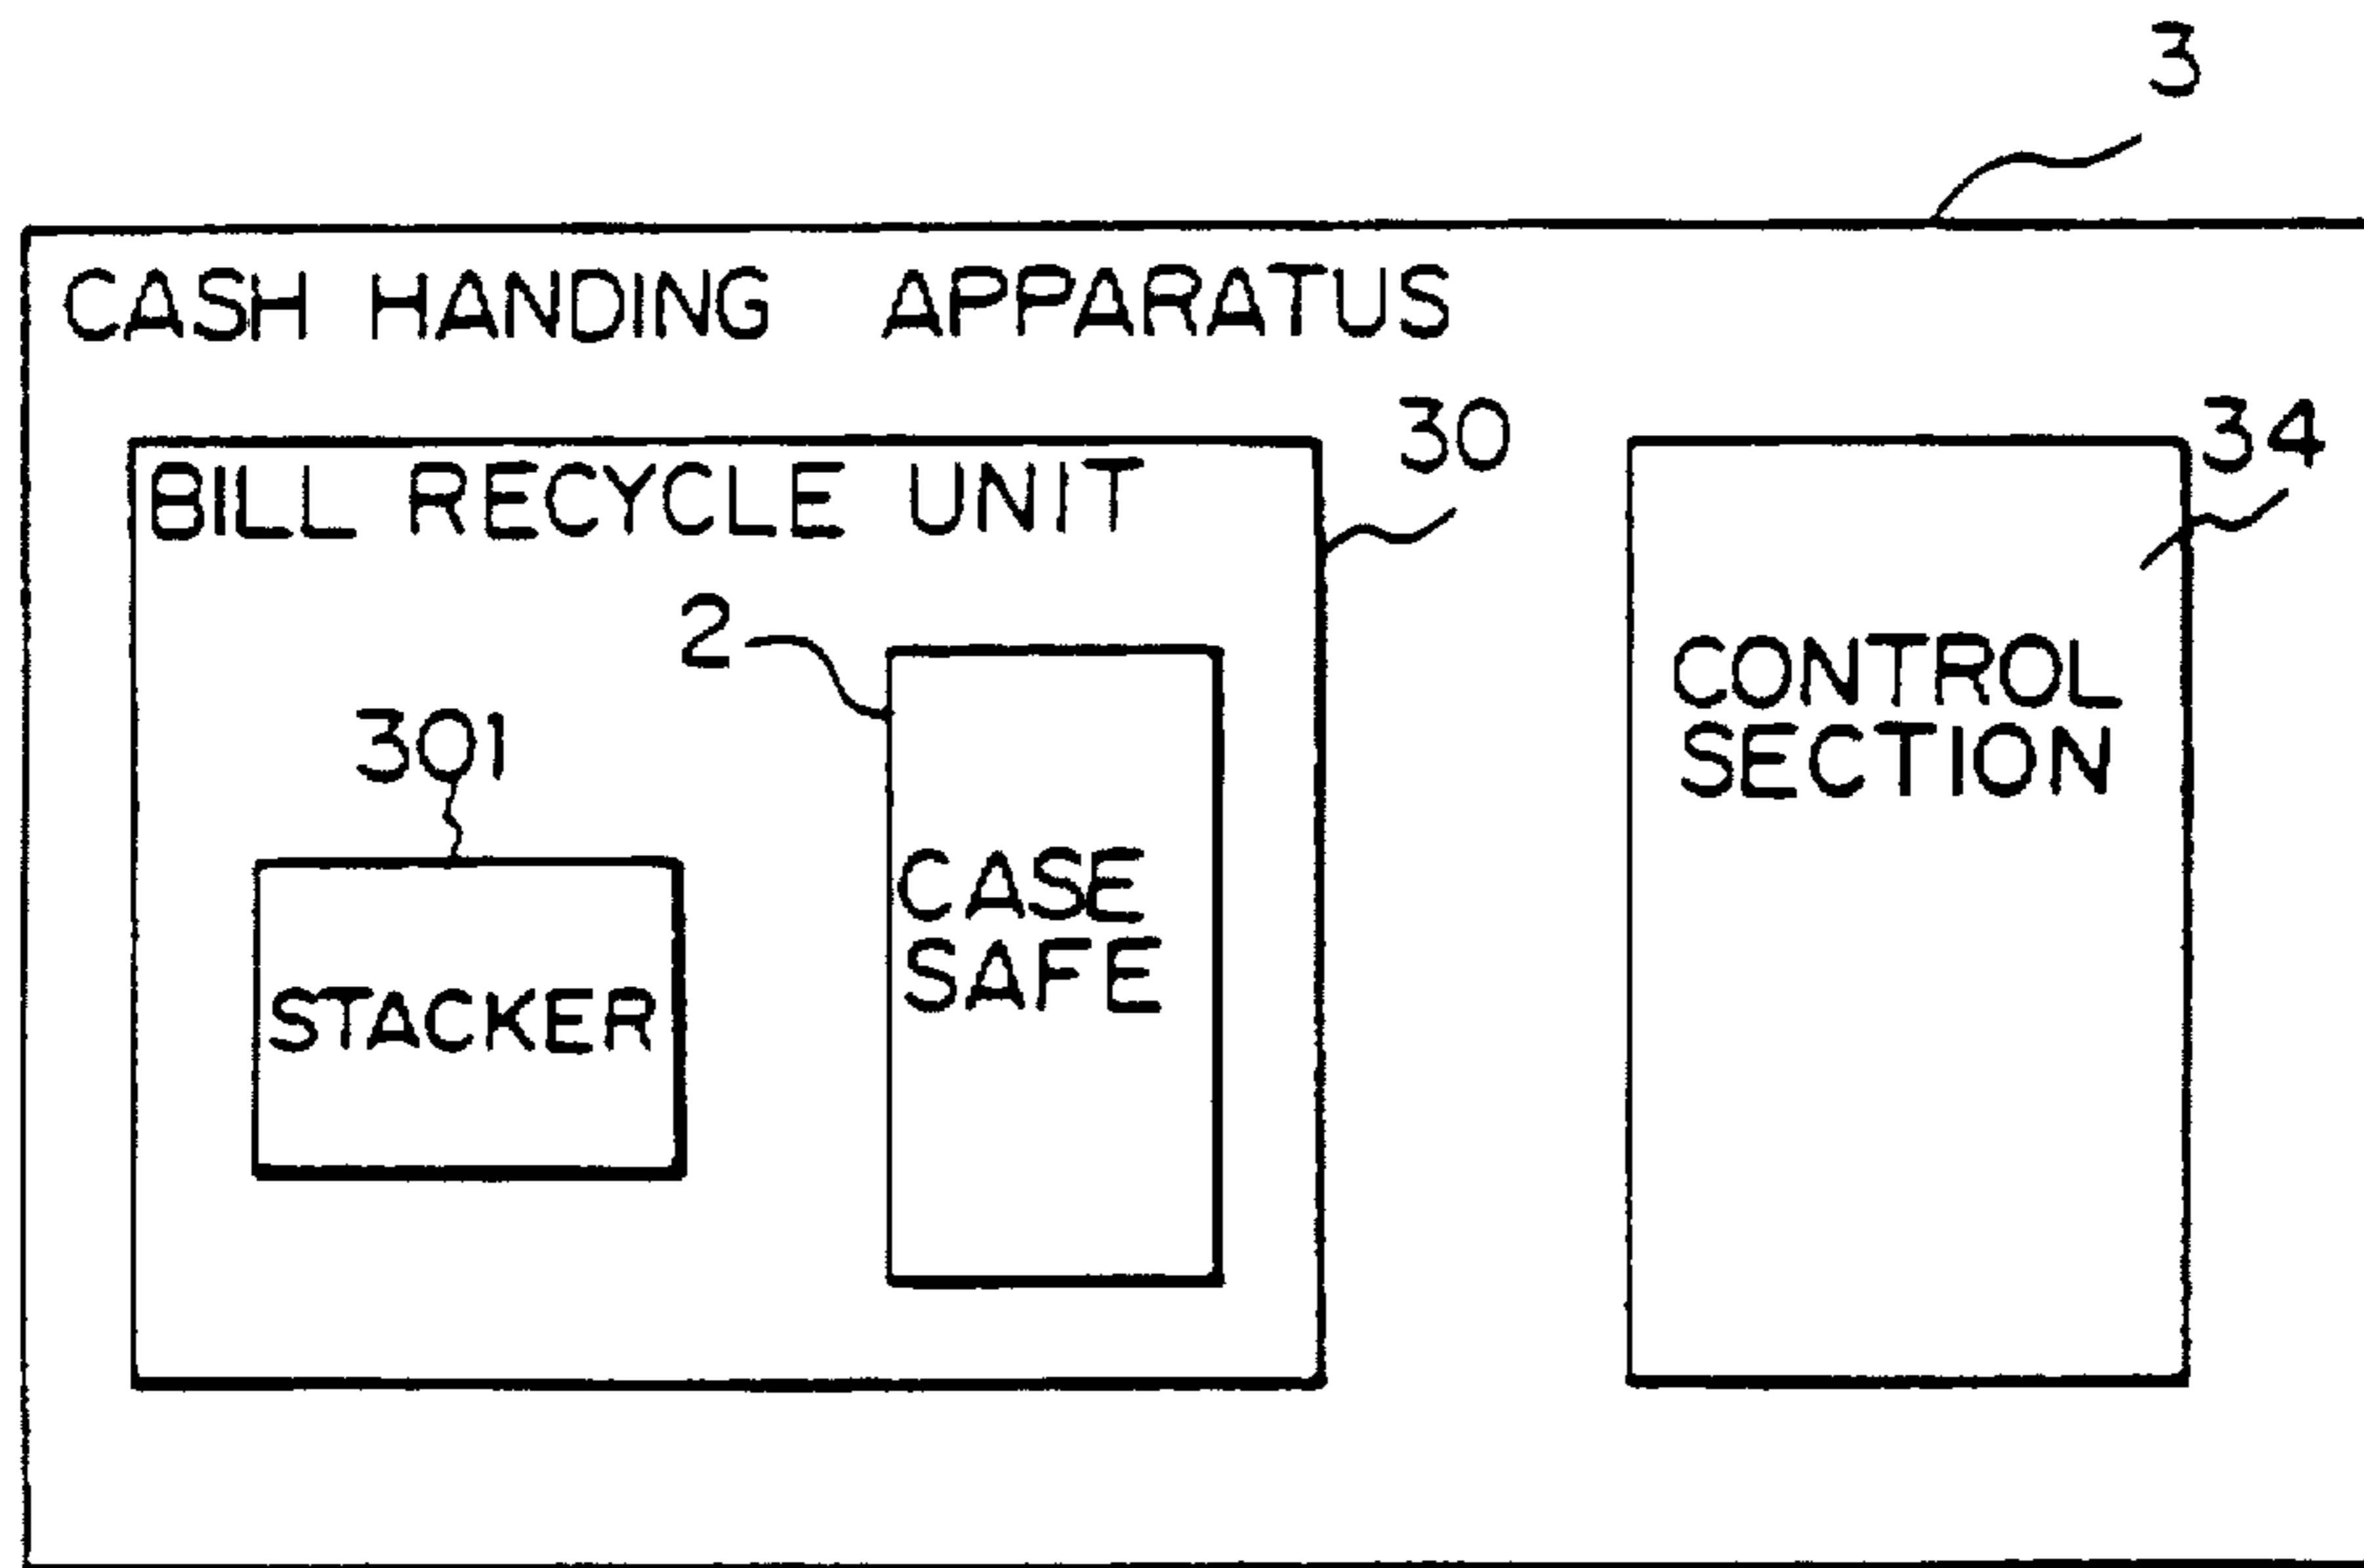 3
CASH HANDING APPARATUS
30
34
BILL RECYCLE UNIT
2
CONTROL
SECTION
301
CASE
SAFE
STACKER